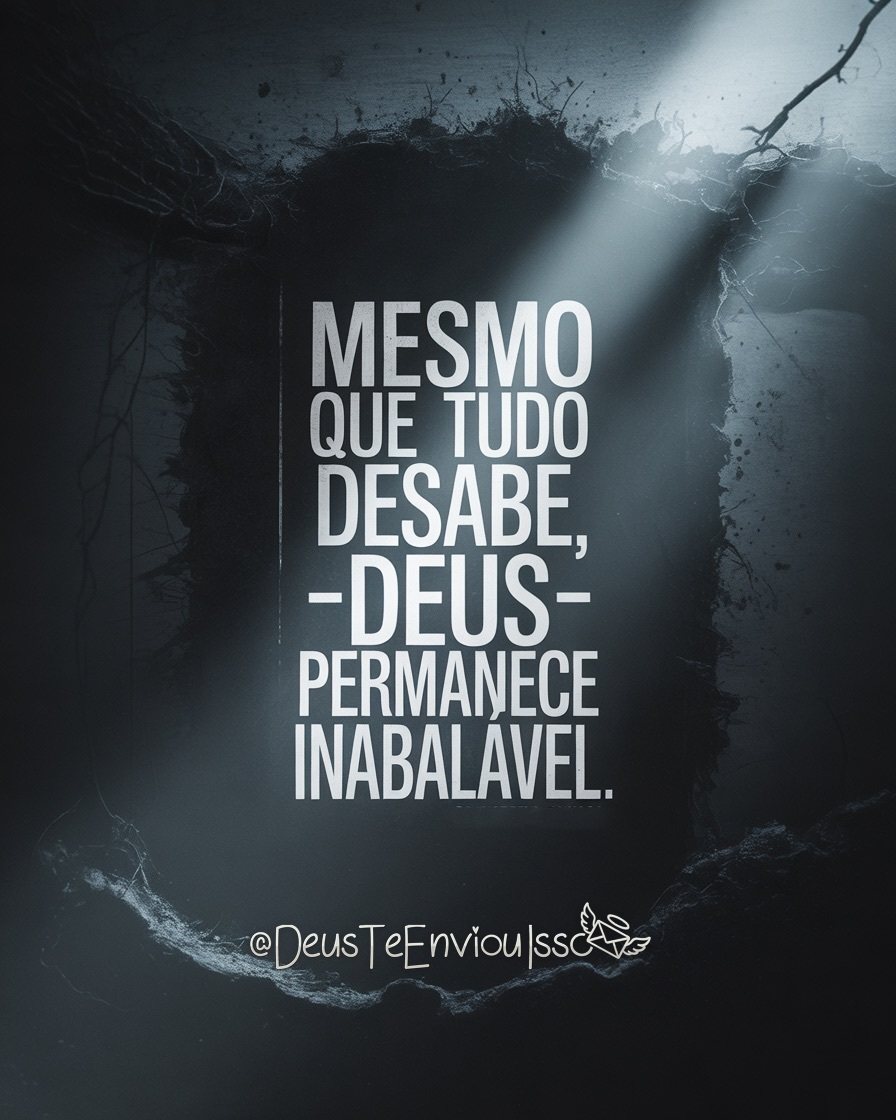 MESMO
QUE TUDO
DESABE,
-DEUS-
PERMANECE
INABALÁVEL.
@DeusTeEnviouIsso